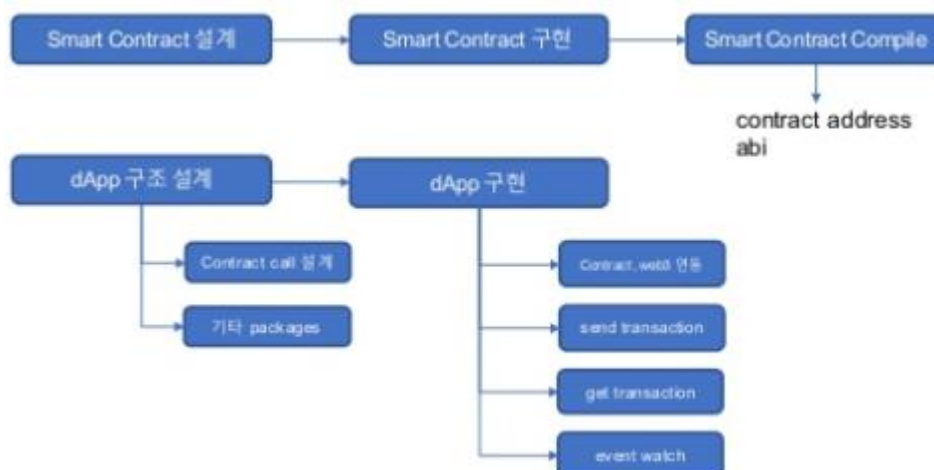 Smart Contract 설계
Smart Contract 구현
Smart Contract Compile
contract address
abi
dApp 구조 설계
dApp 구현
Contract call 설계
기타 packages
Contract, web3 연동
send transaction
get transaction
event watch